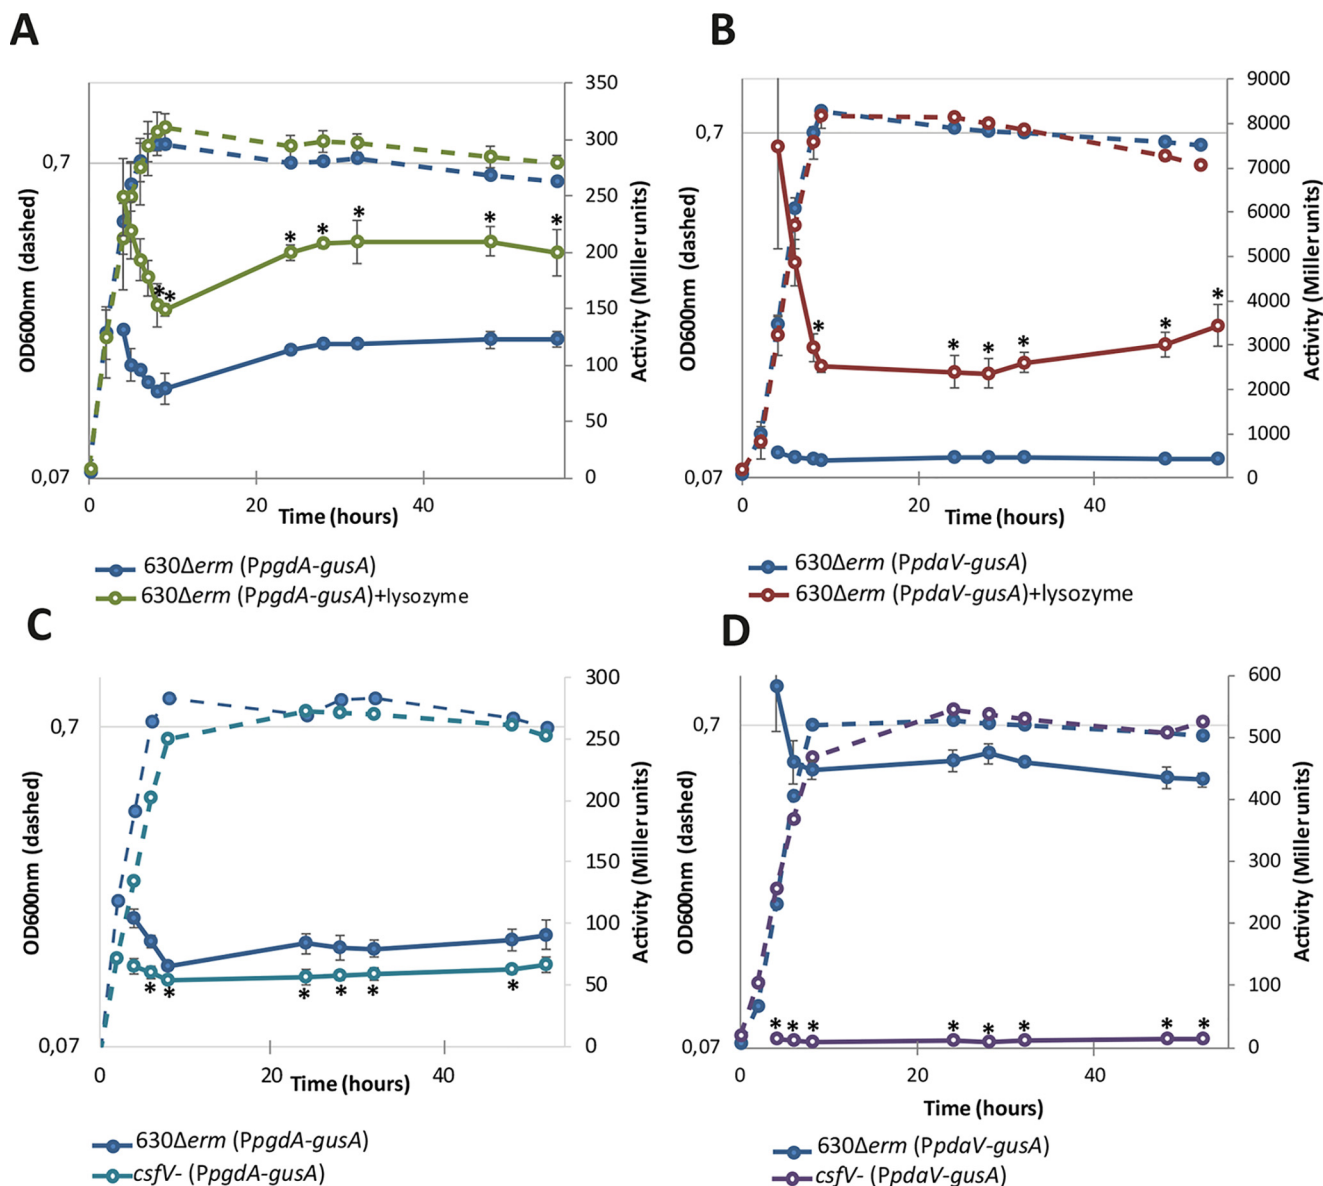 A
OD600nm (dashed)
0,7
0,07
350
300
250
200
150
100
50
0
Activity (Miller units)
* * * * * * *
0 20 40
Time (hours)
630Δerm (PpgdA-gusA)
630Δerm (PpgdA-gusA)+lysozyme
B
OD600nm (dashed)
0,7
0,07
9000
8000
7000
6000
5000
4000
3000
2000
1000
0
Activity (Miller units)
* * * * * *
0 20 40
Time (hours)
630Δerm (PpdaV-gusA)
630Δerm (PpdaV-gusA)+lysozyme
C
OD600nm (dashed)
0,7
0,07
300
250
200
150
100
50
0
Activity (Miller units)
* * * * * *
0 20 40
Time (hours)
630Δerm (PpgdA-gusA)
csfV- (PpgdA-gusA)
D
OD600nm (dashed)
0,7
0,07
600
500
400
300
200
100
0
Activity (Miller units)
* * * * * * * *
0 20 40
Time (hours)
630Δerm (PpdaV-gusA)
csfV- (PpdaV-gusA)